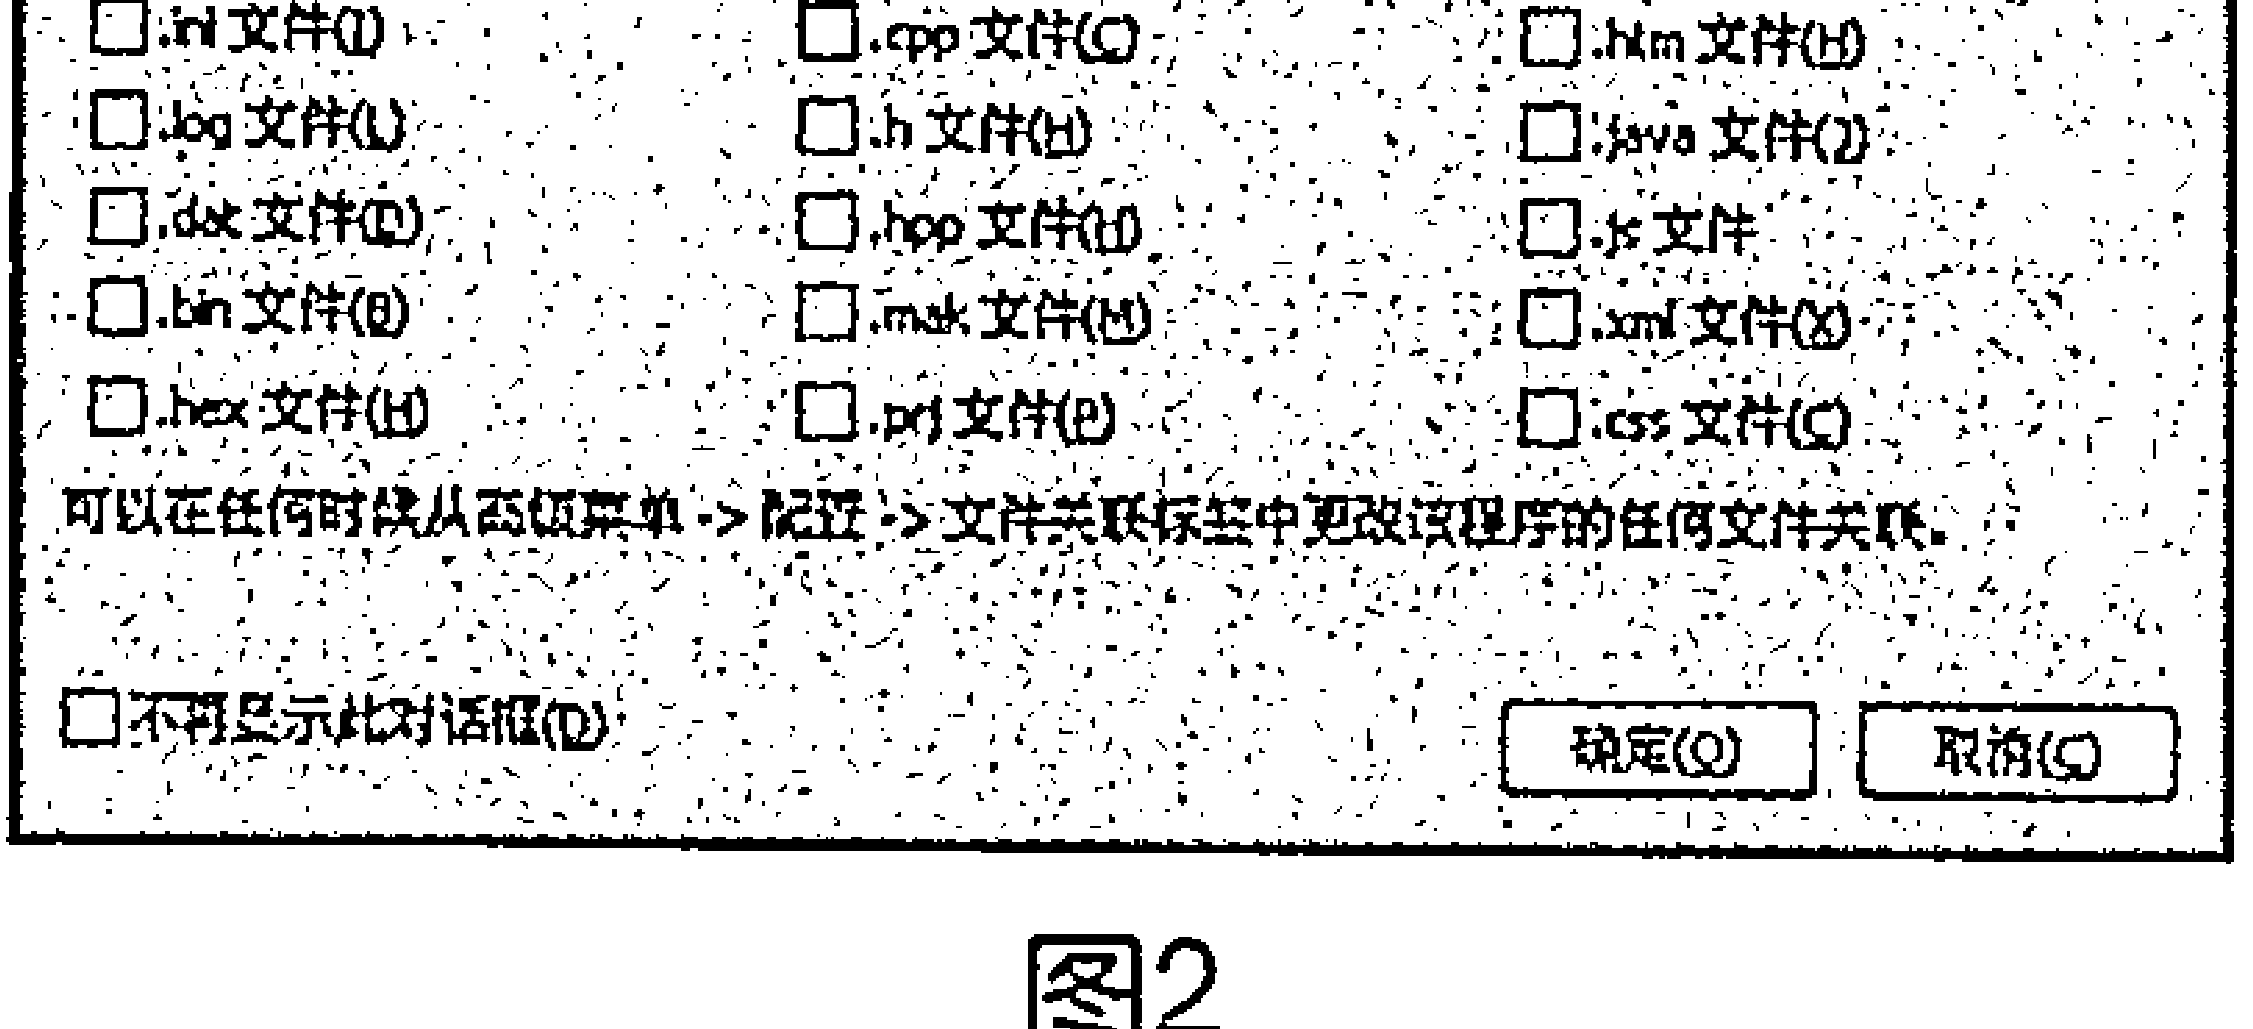 .ini 文件(I) .cpp 文件(C) .htm 文件(H)
.log 文件(L) .h 文件(H) .java 文件(J)
.dat 文件(D) .hpp 文件(H) .js 文件
.bin 文件(B) .mak 文件(M) .xml 文件(X)
.hex 文件(H) .prj 文件(P) .css 文件(C)
可以在任何时候从高级菜单 -> 配置 -> 文件关联标签中更改该程序的任何文件关联.
不再显示此对话框(D)
确定(O) 取消(C)
图2